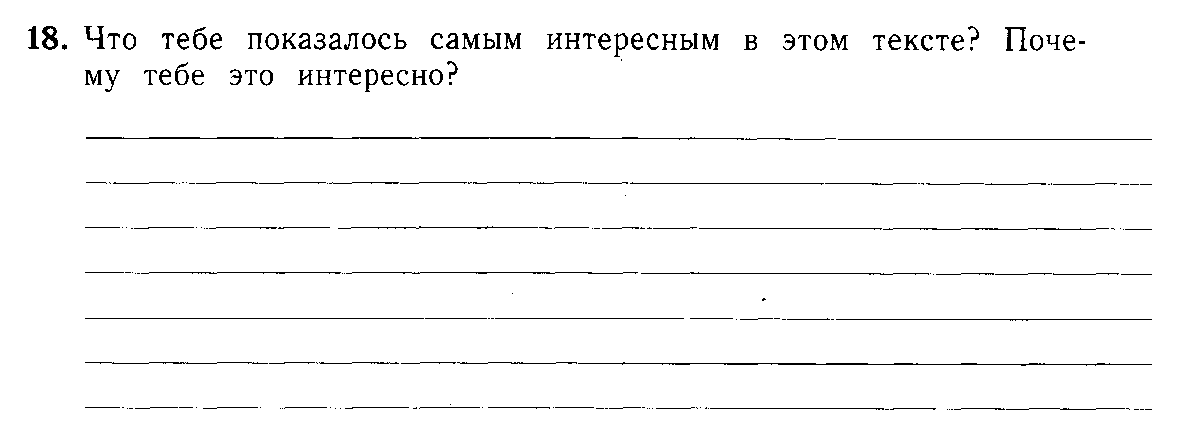 18. Что тебе показалось самым интересным в этом тексте? Поче-
му тебе это интересно?